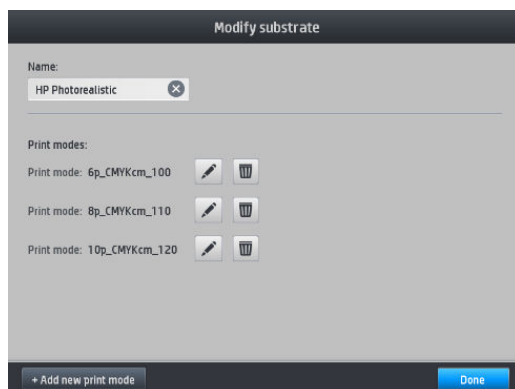 Modify substrate
Name:
HP Photorealistic
Print modes:
Print mode: 6p_CMYKcm_100
Print mode: 8p_CMYKcm_110
Print mode: 10p_CMYKcm_120
+ Add new print mode
Done